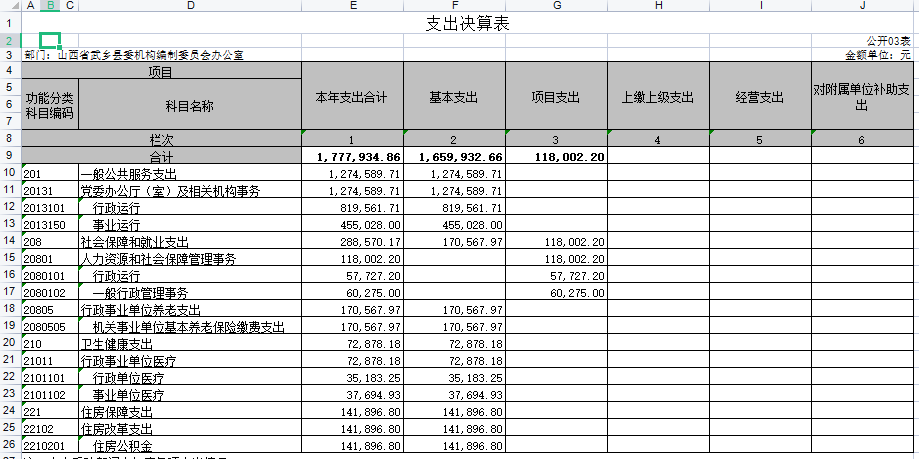 A B C D E F G H I J
1 支出决算表
2 公开03表
3 部门：山西省武乡县委机构编制委员会办公室 金额单位：元
4 项目
5 6 7 功能分类科目编码 科目名称 本年支出合计 基本支出 项目支出 上缴上级支出 经营支出 对附属单位补助支出
8 栏次 1 2 3 4 5 6
9 合计 1,777,934.86 1,659,932.66 118,002.20
10 201 一般公共服务支出 1,274,589.71 1,274,589.71
11 20131 党委办公厅（室）及相关机构事务 1,274,589.71 1,274,589.71
12 2013101 行政运行 819,561.71 819,561.71
13 2013150 事业运行 455,028.00 455,028.00
14 208 社会保障和就业支出 288,570.17 170,567.97 118,002.20
15 20801 人力资源和社会保障管理事务 118,002.20 118,002.20
16 2080101 行政运行 57,727.20 57,727.20
17 2080102 一般行政管理事务 60,275.00 60,275.00
18 20805 行政事业单位养老支出 170,567.97 170,567.97
19 2080505 机关事业单位基本养老保险缴费支出 170,567.97 170,567.97
20 210 卫生健康支出 72,878.18 72,878.18
21 21011 行政事业单位医疗 72,878.18 72,878.18
22 2101101 行政单位医疗 35,183.25 35,183.25
23 2101102 事业单位医疗 37,694.93 37,694.93
24 221 住房保障支出 141,896.80 141,896.80
25 22102 住房改革支出 141,896.80 141,896.80
26 2210201 住房公积金 141,896.80 141,896.80